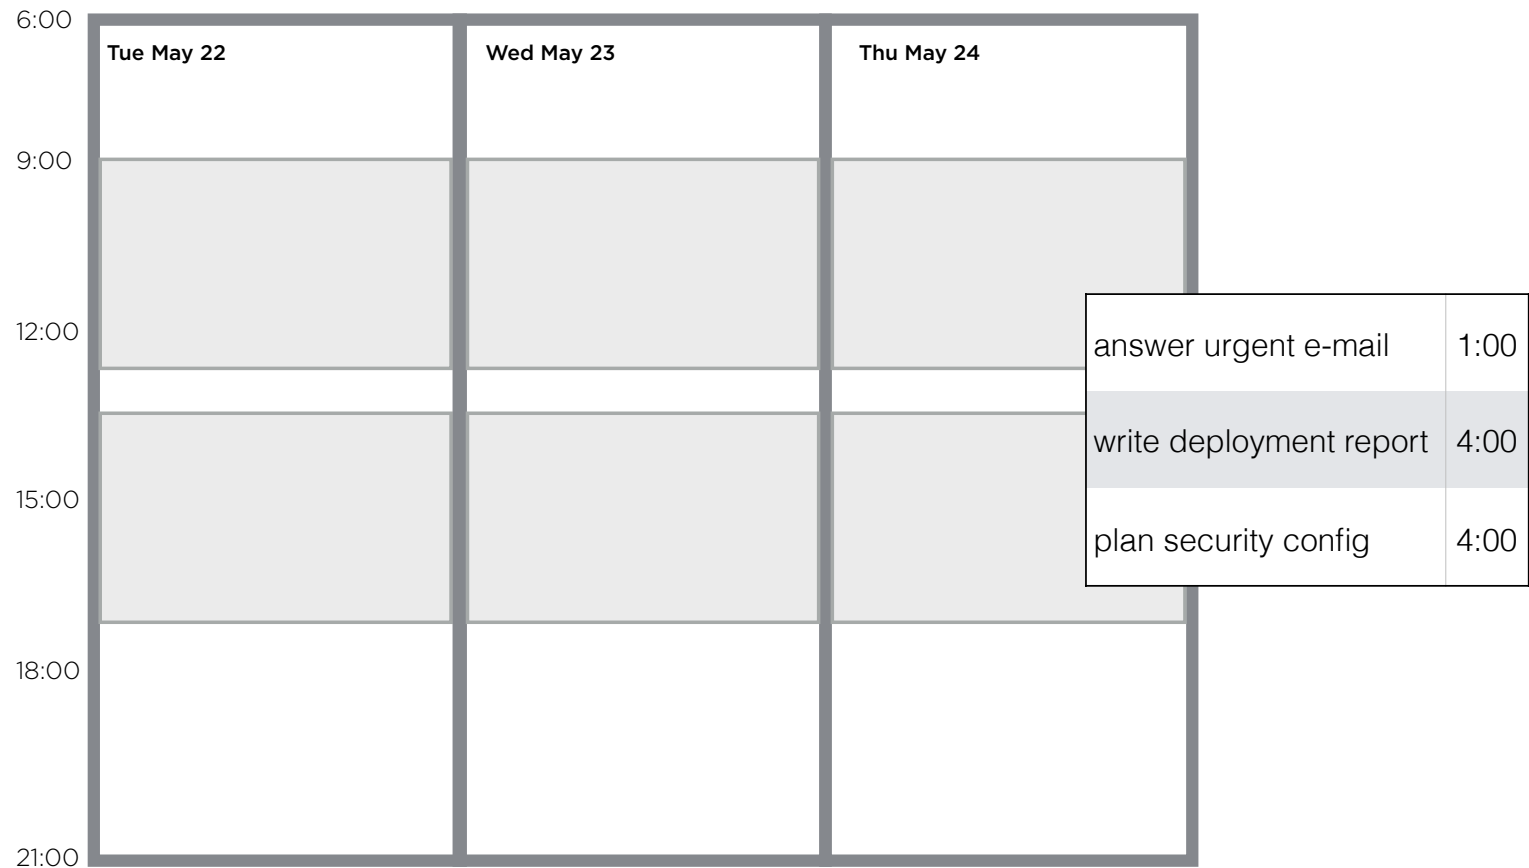 6:00
Tue May 22
Wed May 23
Thu May 24
9:00
12:00
answer urgent e-mail 1:00
write deployment report 4:00
15:00
plan security config 4:00
18:00
21:00